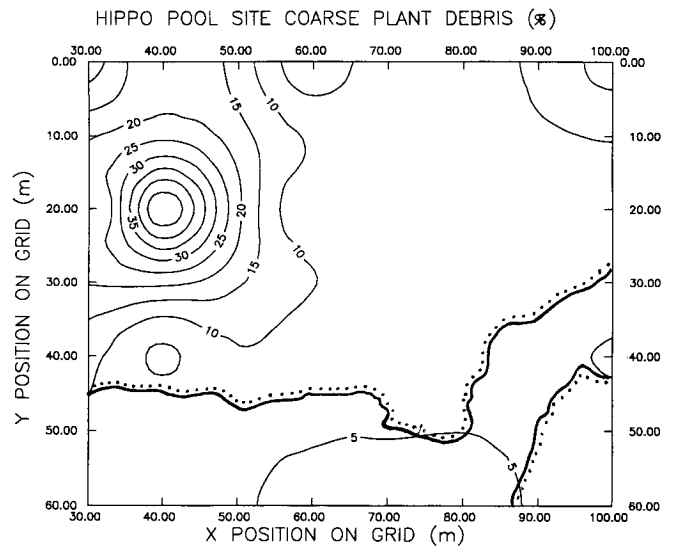 HIPPO POOL SITE COARSE PLANT DEBRIS (%)
30.00 40.00 50.00 60.00 70.00 80.00 100.00
0.00 0.00
15 10
20
10.00 10.00
25
30
20.00 35 20 20.00
25
30 10
15
30.00 30.00
10
40.00 40.00
50.00 5 50.00
5
60.00 60.00
30.00 40.00 50.00 60.00 70.00 80.00 90.00 100.00
X POSITION ON GRID (m)
Y POSITION ON GRID (m)